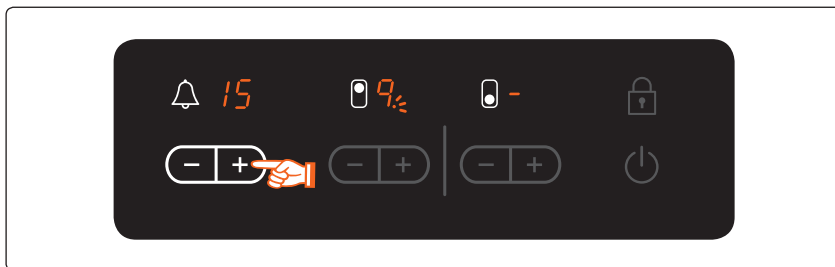 15 9. -
- + - + - +